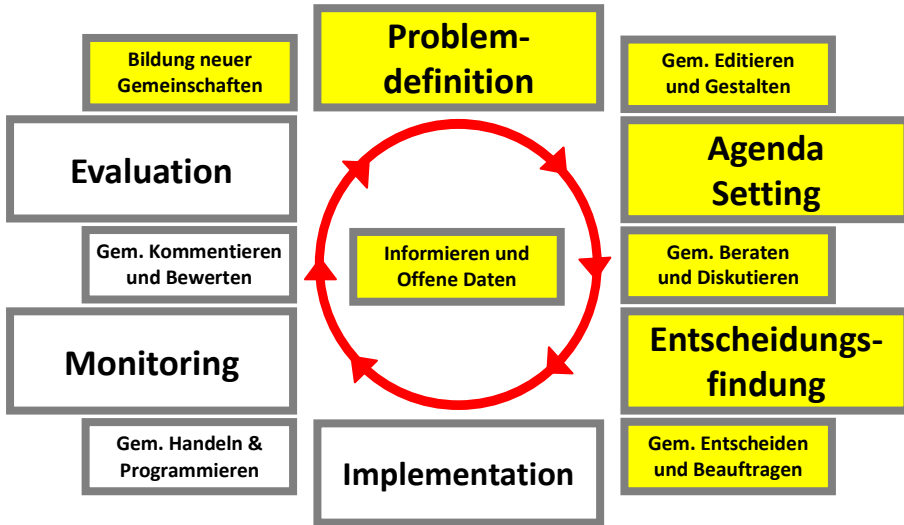 Problem-
definition
Bildung neuer
Gemeinschaften
Gem. Editieren
und Gestalten
Evaluation
Agenda
Setting
Gem. Kommentieren
und Bewerten
Informieren und
Offene Daten
Gem. Beraten
und Diskutieren
Monitoring
Entscheidungs-
findung
Gem. Handeln &
Programmieren
Implementation
Gem. Entscheiden
und Beauftragen